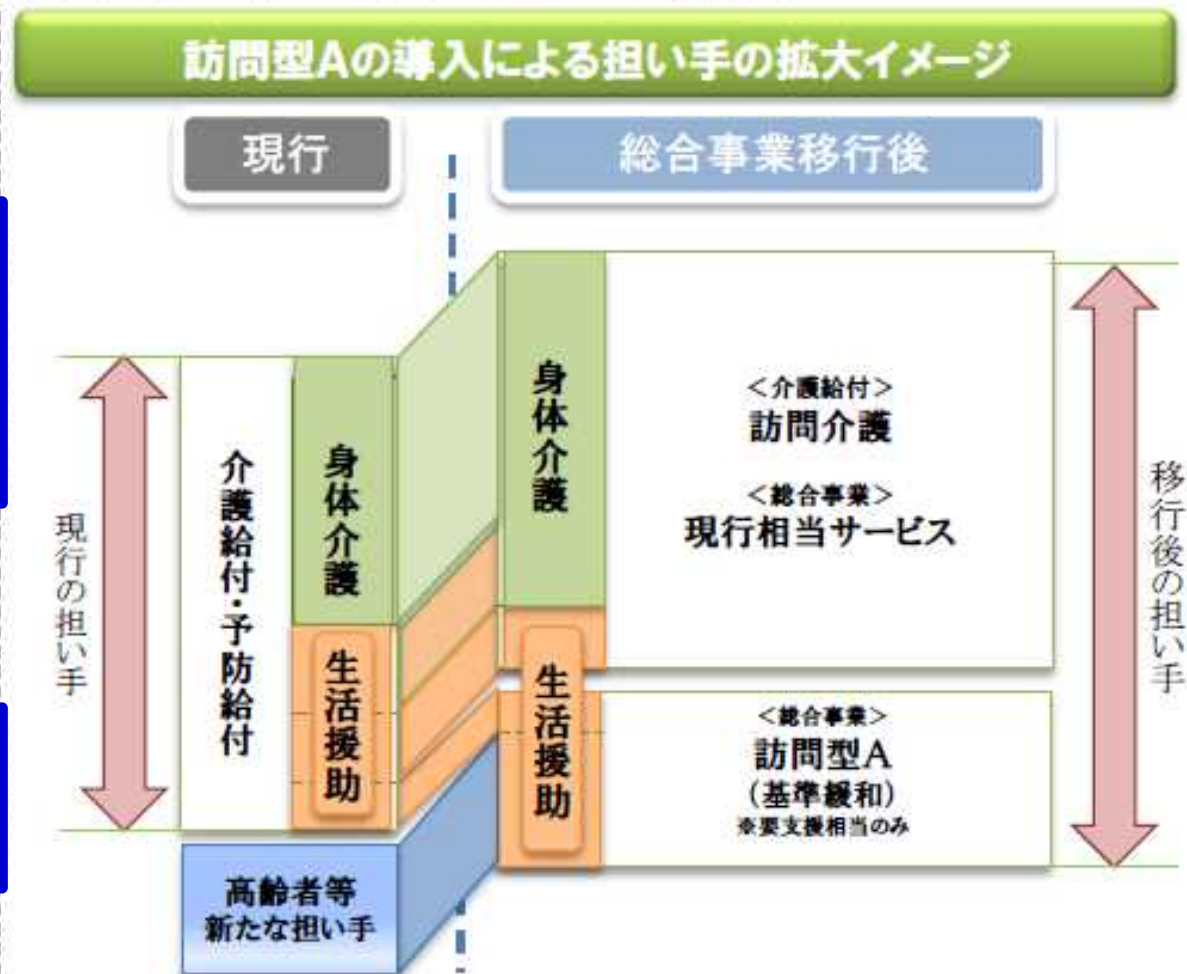 訪問型Aの導入による担い手の拡大イメージ
現行
総合事業移行後
現行の担い手
介護給付・予防給付
身体介護
生活援助
高齢者等
新たな担い手
身体介護
生活援助
<介護給付>
訪問介護
<総合事業>
現行相当サービス
<総合事業>
訪問型A
(基準緩和)
※要支援相当のみ
移行後の担い手